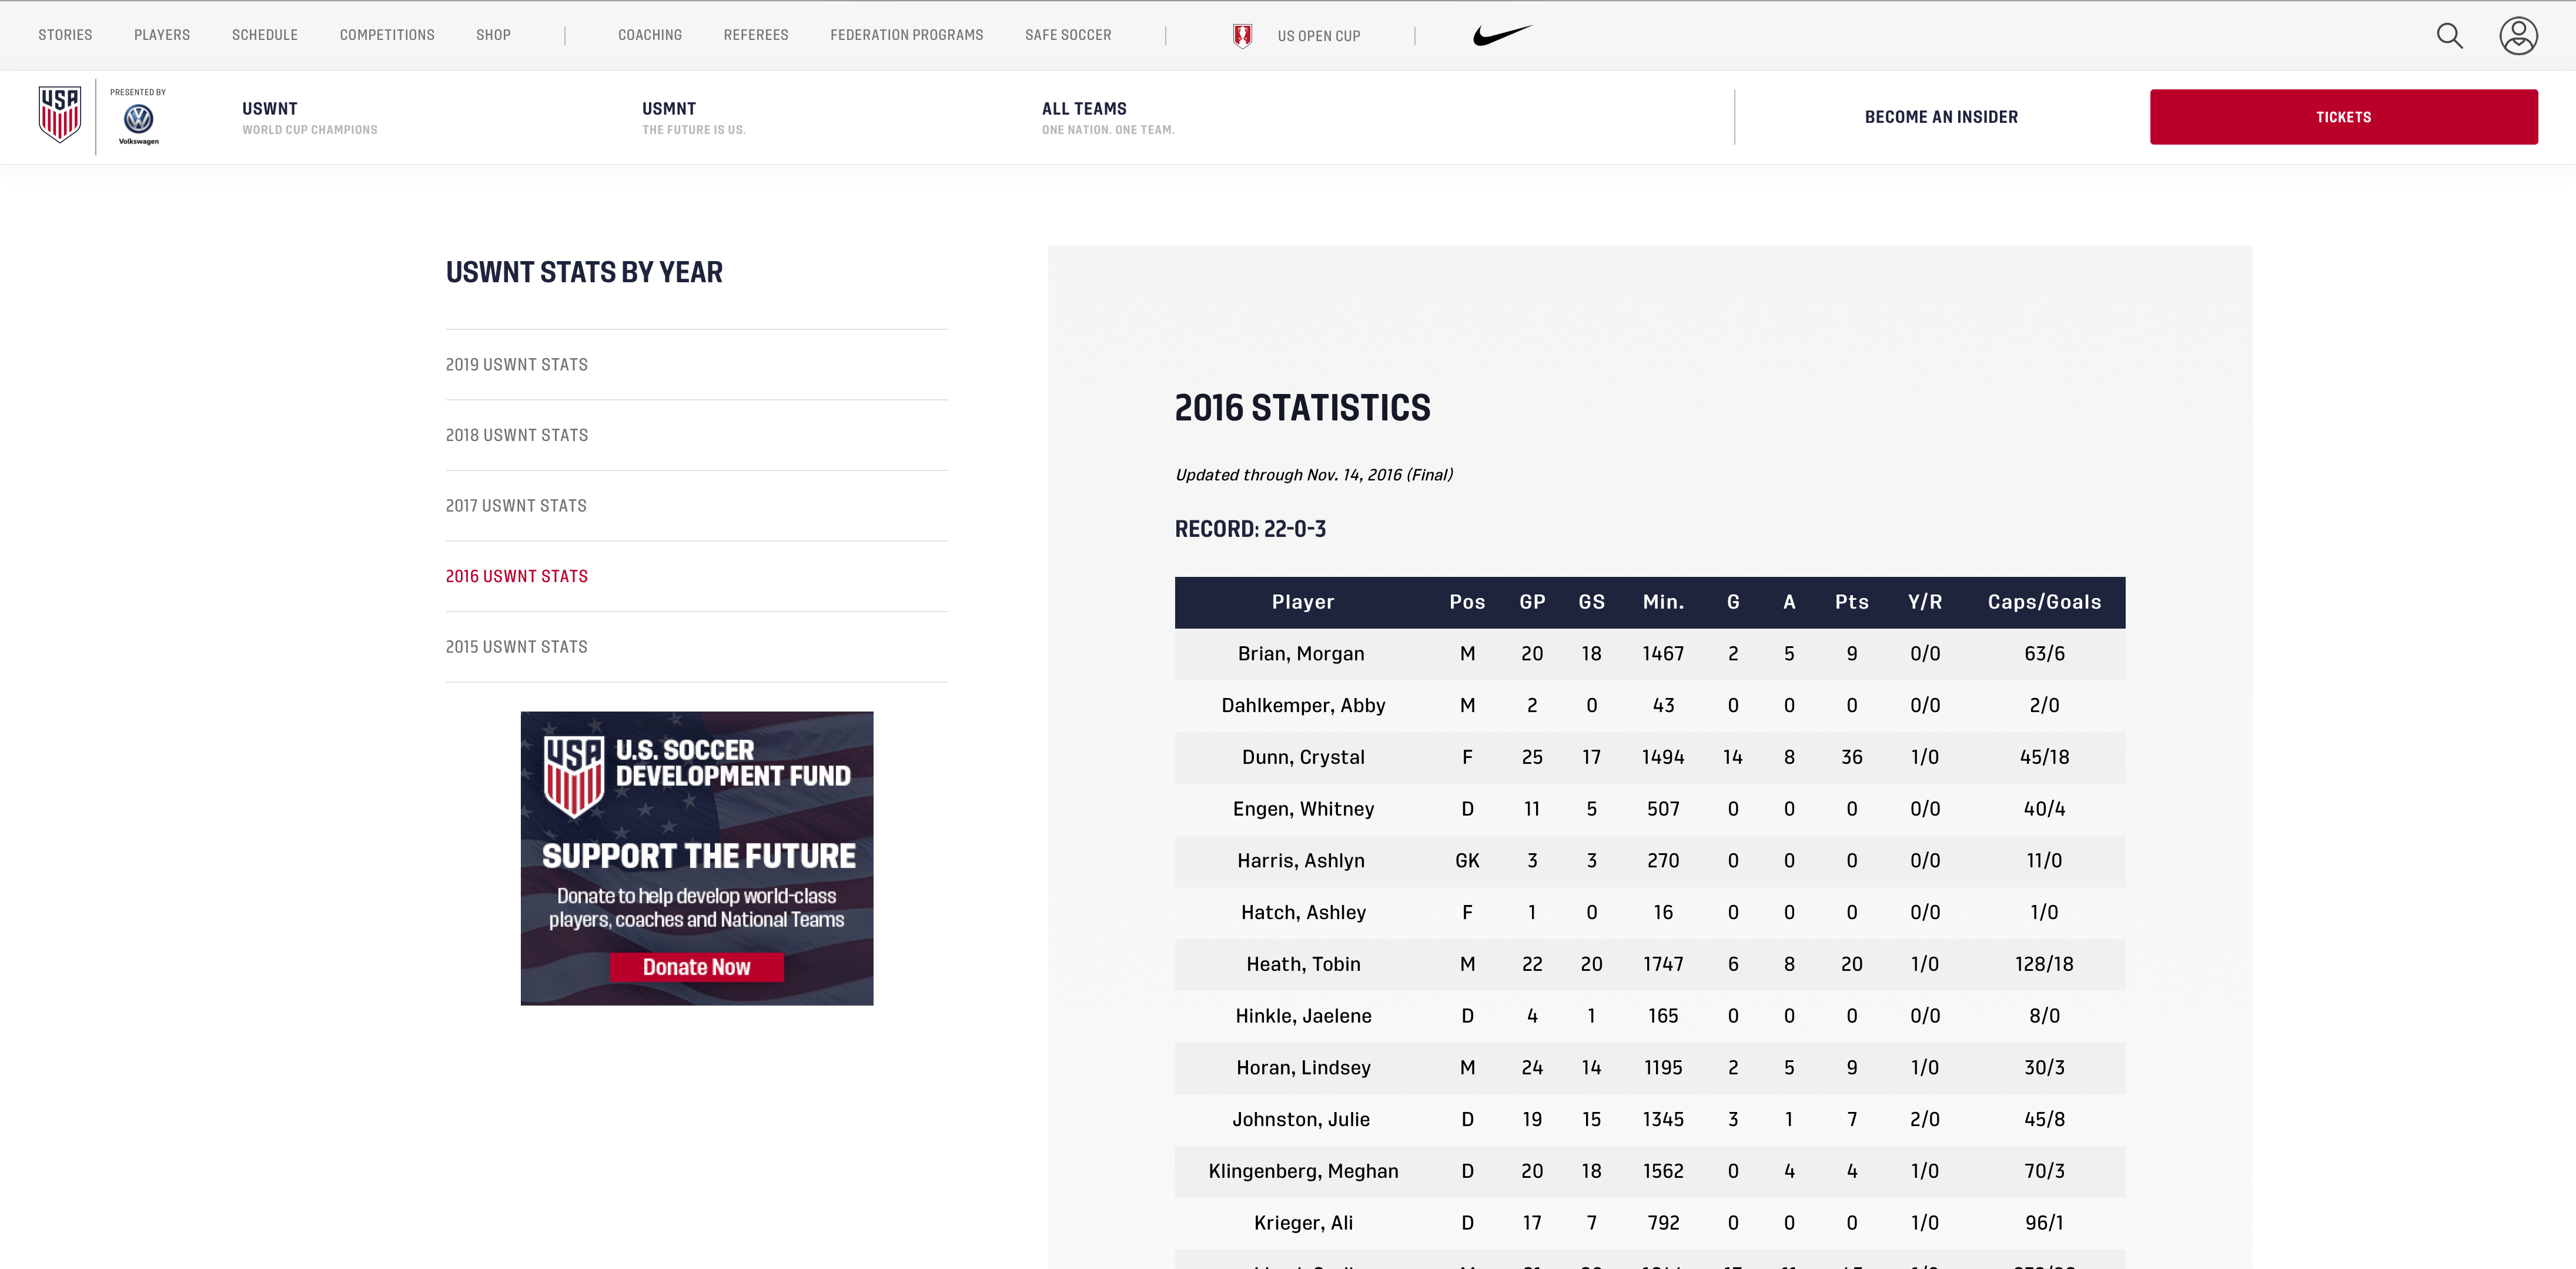 STORIES PLAYERS SCHEDULE COMPETITIONS SHOP COACHING REFEREES FEDERATION PROGRAMS SAFE SOCCER US OPEN CUP
USA PRESENTED BY Volkswagen
USWNT
WORLD CUP CHAMPIONS
USMNT
THE FUTURE IS US.
ALL TEAMS
ONE NATION. ONE TEAM.
BECOME AN INSIDER
TICKETS
USWNT STATS BY YEAR
2019 USWNT STATS
2018 USWNT STATS
2017 USWNT STATS
2016 USWNT STATS
2015 USWNT STATS
USA U.S. SOCCER
DEVELOPMENT FUND
SUPPORT THE FUTURE
Donate to help develop world-class
players, coaches and National Teams
Donate Now
2016 STATISTICS
Updated through Nov. 14, 2016 (Final)
RECORD: 22-0-3
Player Pos GP GS Min. G A Pts Y/R Caps/Goals
Brian, Morgan M 20 18 1467 2 5 9 0/0 63/6
Dahlkemper, Abby M 2 0 43 0 0 0 0/0 2/0
Dunn, Crystal F 25 17 1494 14 8 36 1/0 45/18
Engen, Whitney D 11 5 507 0 0 0 0/0 40/4
Harris, Ashlyn GK 3 3 270 0 0 0 0/0 11/0
Hatch, Ashley F 1 0 16 0 0 0 0/0 1/0
Heath, Tobin M 22 20 1747 6 8 20 1/0 128/18
Hinkle, Jaelene D 4 1 165 0 0 0 0/0 8/0
Horan, Lindsey M 24 14 1195 2 5 9 1/0 30/3
Johnston, Julie D 19 15 1345 3 1 7 2/0 45/8
Klingenberg, Meghan D 20 18 1562 0 4 4 1/0 70/3
Krieger, Ali D 17 7 792 0 0 0 1/0 96/1